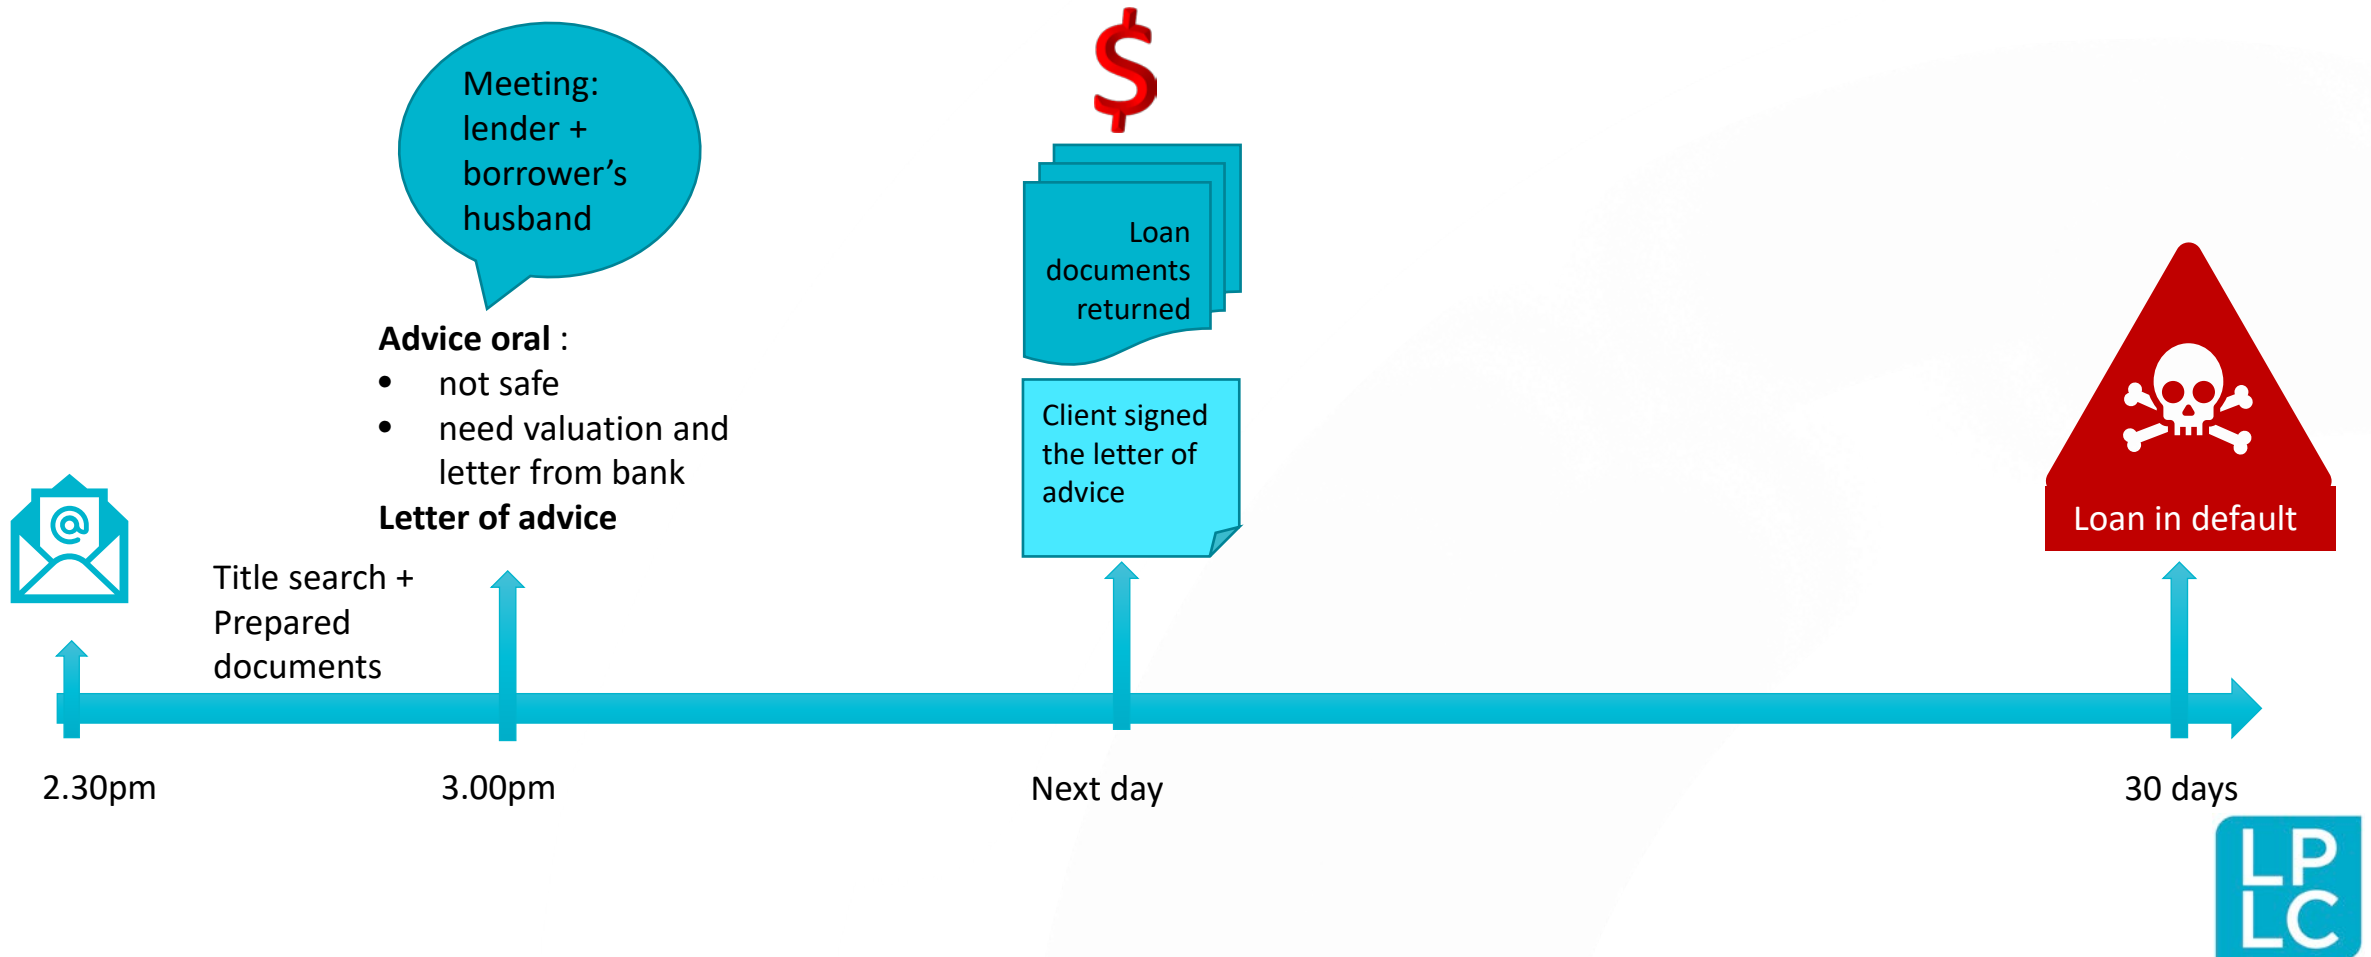 Meeting:
lender +
borrower's
husband
Advice oral :
• not safe
• need valuation and
letter from bank
Letter of advice
@
Title search +
Prepared
documents
$
Loan
documents
returned
Client signed
the letter of
advice
Loan in default
2.30pm
3.00pm
Next day
30 days
LP
LC